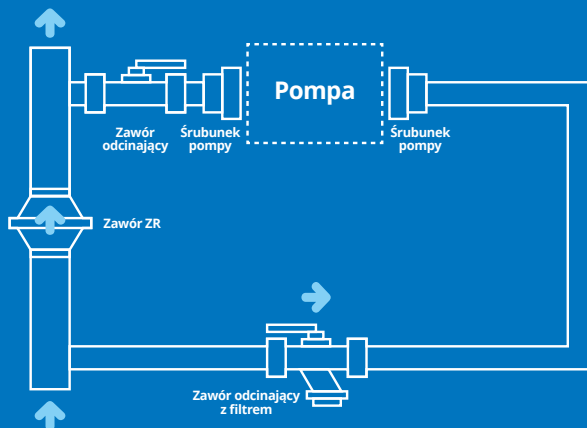 Pompa
Zawór
odcinający
Śrubunek
pompy
Śrubunek
pompy
Zawór ZR
Zawór odcinający
z filtrem